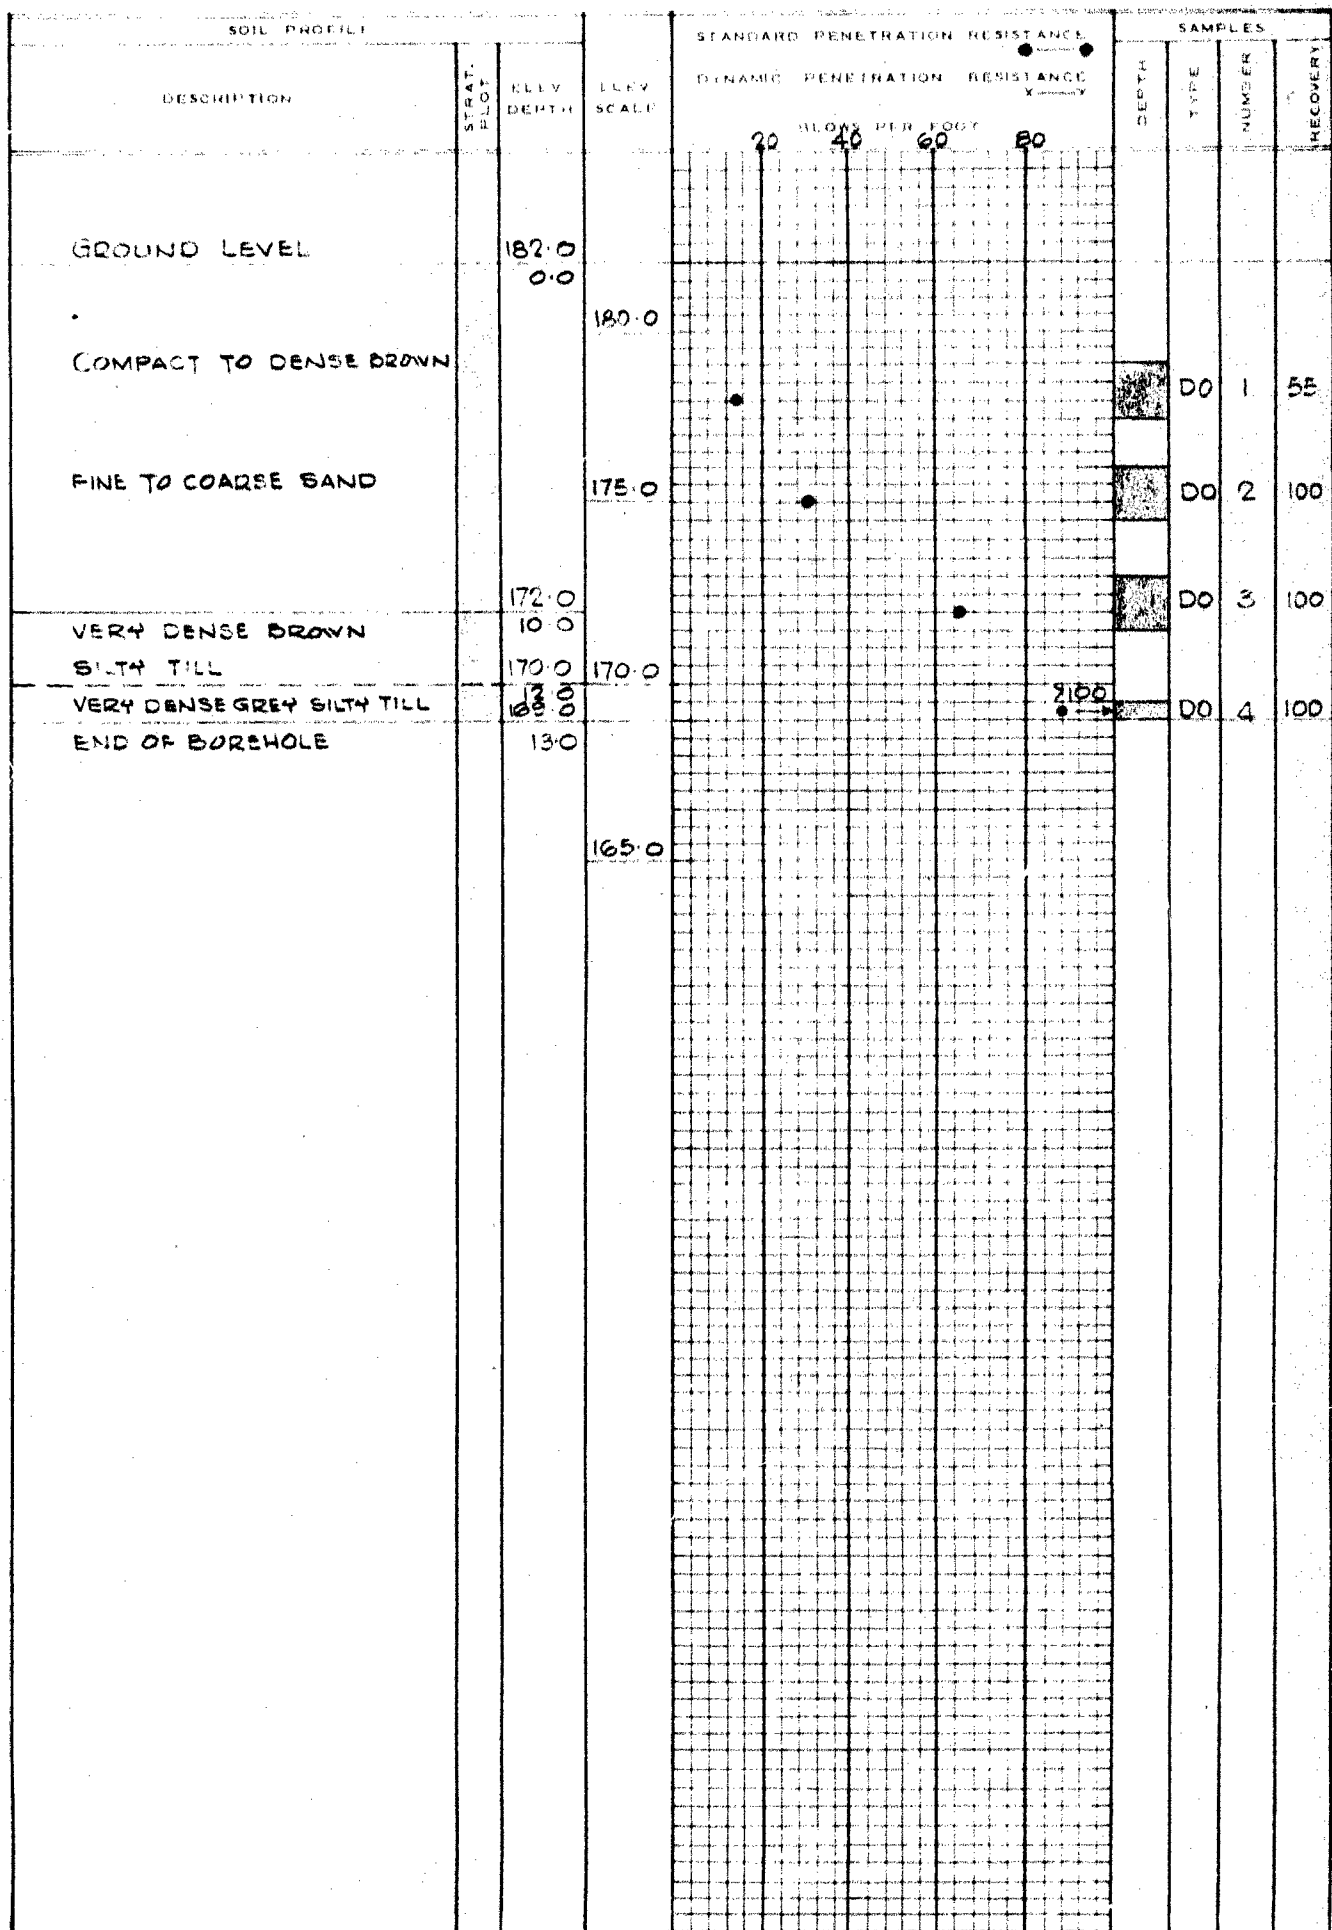 SOIL PROFILE
DESCRIPTION
STRAT. PLOT
ELEV DEPTH
ELEV SCALE
STANDARD PENETRATION RESISTANCE
DYNAMIC PENETRATION RESISTANCE
X X
BLOWS PER FOOT
20 40 60 80
SAMPLES
DEPTH
TYPE
NUMBER
RECOVERY
GROUND LEVEL 182.0
0.0
180.0
COMPACT TO DENSE BROWN
DO 1 55
FINE TO COARSE SAND 175.0 DO 2 100
172.0 DO 3 100
VERY DENSE BROWN 10.0
SILTY TILL 170.0 170.0
12.0
VERY DENSE GREY SILTY TILL DO 4 100
END OF BOREHOLE 13.0
165.0